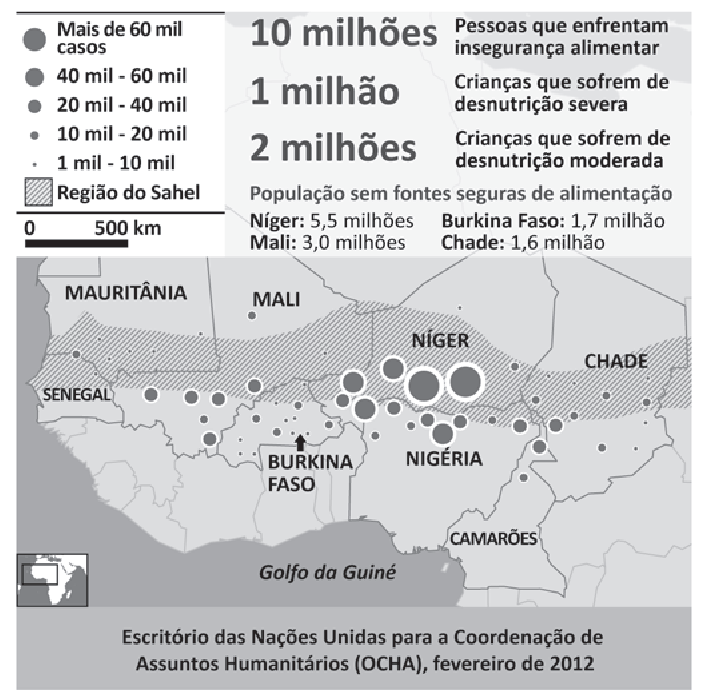 Mais de 60 mil
casos
40 mil - 60 mil
20 mil - 40 mil
10 mil - 20 mil
1 mil - 10 mil
Região do Sahel
0 500 km
10 milhões
Pessoas que enfrentam
insegurança alimentar
1 milhão
Crianças que sofrem de
desnutrição severa
2 milhões
Crianças que sofrem de
desnutrição moderada
População sem fontes seguras de alimentação
Níger: 5,5 milhões Burkina Faso: 1,7 milhão
Mali: 3,0 milhões Chade: 1,6 milhão
MAURITÂNIA
MALI
NÍGER
CHADE
SENEGAL
BURKINA
FASO
NIGÉRIA
CAMARÕES
Golfo da Guiné
Escritório das Nações Unidas para a Coordenação de
Assuntos Humanitários (OCHA), fevereiro de 2012